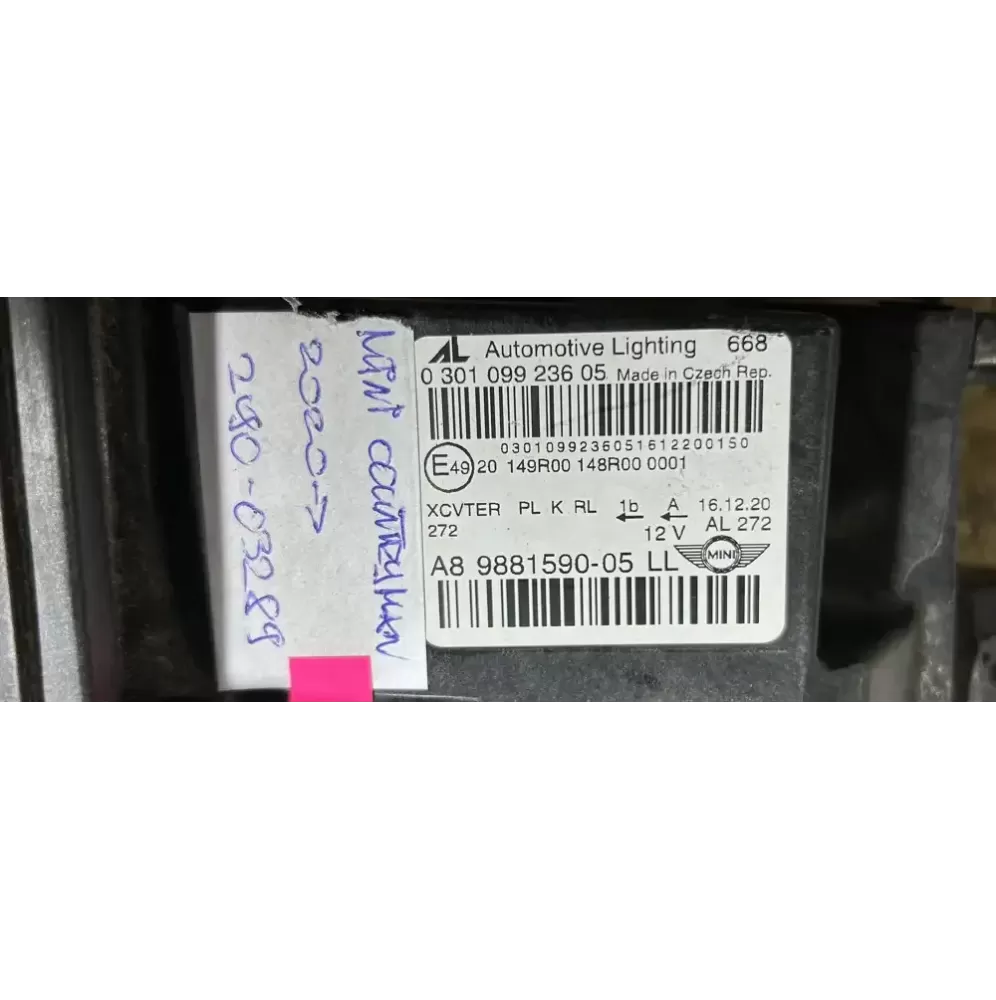 MINI COUNTRYMAN
2020->
290-03289
AL Automotive Lighting 668
0 301 099 236 05 Made in Czech Rep.
0301099236051612200150
E49 20 149R00 148R00 0001
XCVTER PL K RL 1b ← A ← 16.12.20
272 12 V AL 272
A8 9881590-05 LL MINI